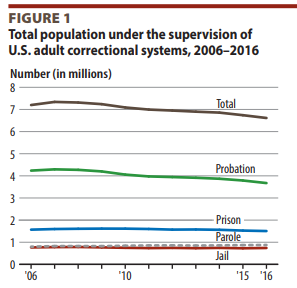 FIGURE 1
Total population under the supervision of
U.S. adult correctional systems, 2006–2016
Number (in millions)
8
7
Total
6
5
Probation
4
3
2
Prison
Parole
1
Jail
0
'06
'10
'15
'16